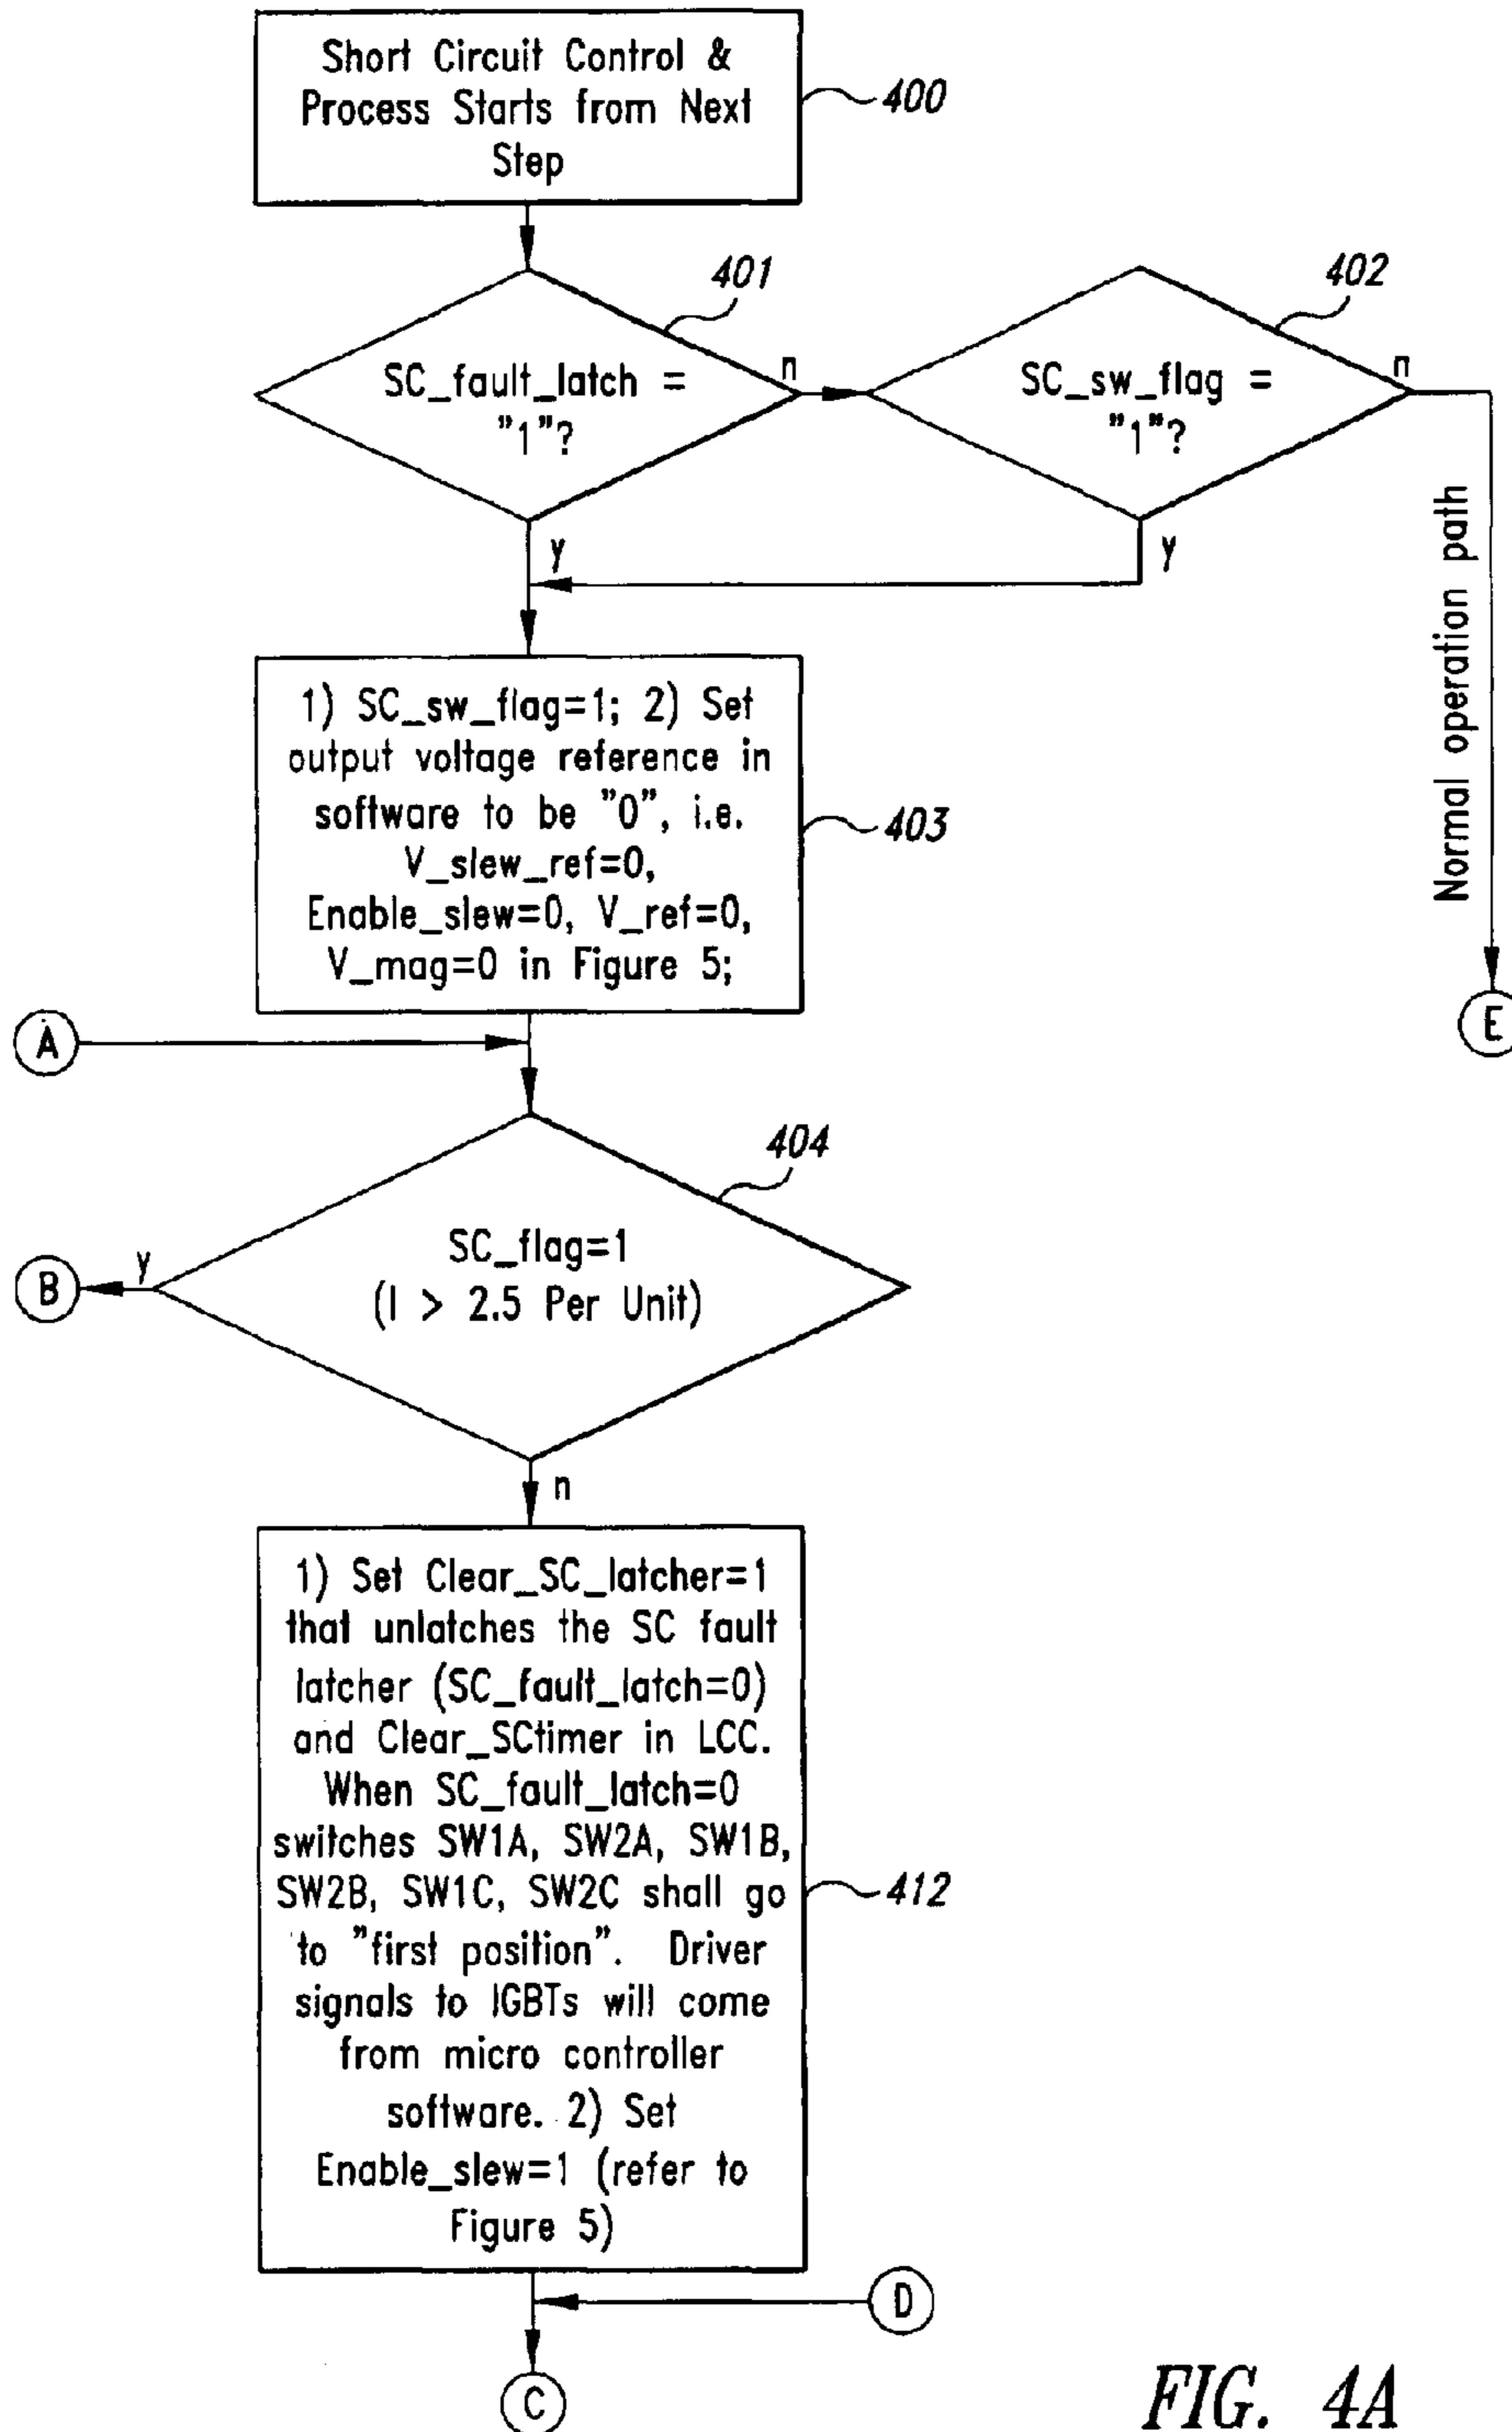 Short Circuit Control &
Process Starts from Next
Step
400
401
402
SC_fault_latch =
"1"?
n
SC_sw_flag =
"1"?
n
y
y
Normal operation path
1) SC_sw_flag=1; 2) Set
output voltage reference in
software to be "0", i.e.
V_slew_ref=0,
Enable_slew=0, V_ref=0,
V_mag=0 in Figure 5;
403
A
E
404
SC_flag=1
(I > 2.5 Per Unit)
y
B
n
1) Set Clear_SC_latcher=1
that unlatches the SC fault
latcher (SC_fault_latch=0)
and Clear_SCtimer in LCC.
When SC_fault_latch=0
switches SW1A, SW2A, SW1B,
SW2B, SW1C, SW2C shall go
to "first position". Driver
signals to IGBTs will come
from micro controller
software. 2) Set
Enable_slew=1 (refer to
Figure 5)
412
D
C
FIG. 4A